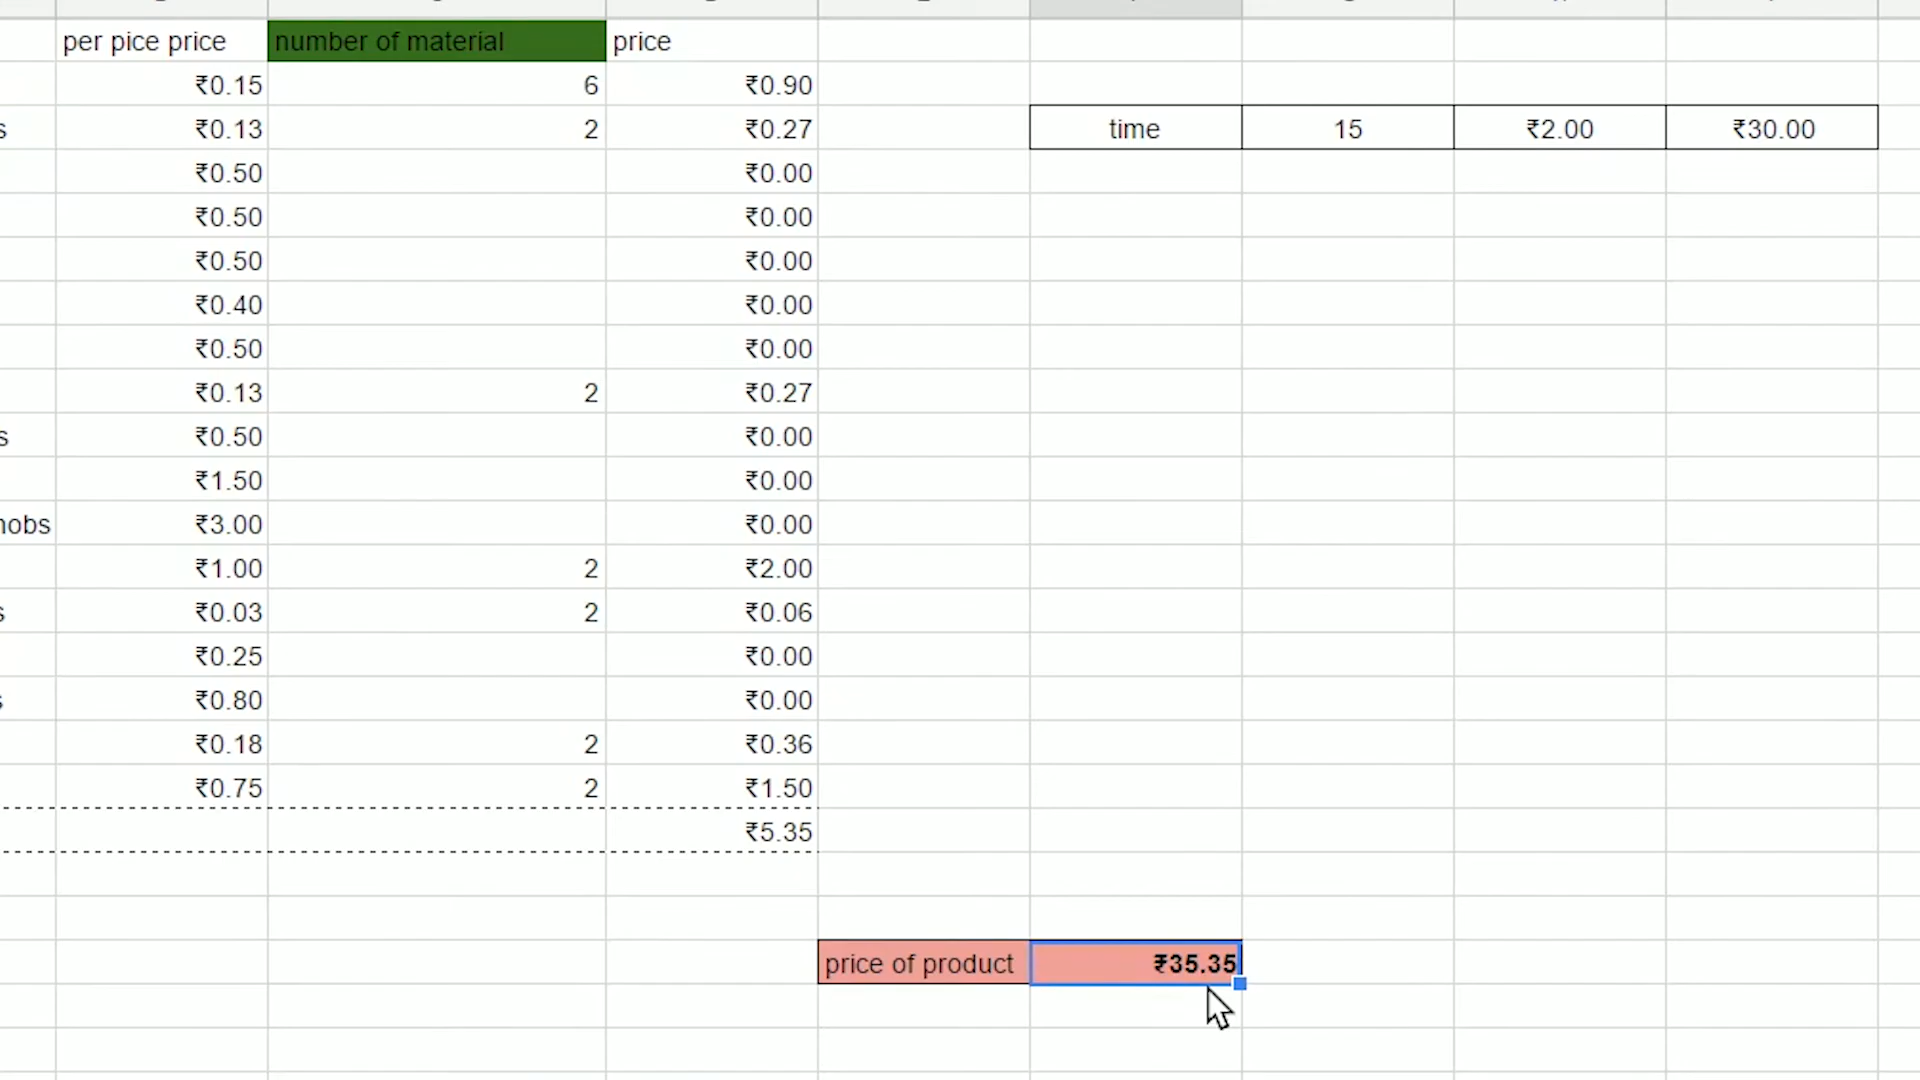 per pice price number of material price
₹0.15 6 ₹0.90
s ₹0.13 2 ₹0.27 time 15 ₹2.00 ₹30.00
₹0.50 ₹0.00
₹0.50 ₹0.00
₹0.50 ₹0.00
₹0.40 ₹0.00
₹0.50 ₹0.00
₹0.13 2 ₹0.27
s ₹0.50 ₹0.00
₹1.50 ₹0.00
nobs ₹3.00 ₹0.00
₹1.00 2 ₹2.00
s ₹0.03 2 ₹0.06
₹0.25 ₹0.00
s ₹0.80 ₹0.00
₹0.18 2 ₹0.36
₹0.75 2 ₹1.50
₹5.35
price of product ₹35.35